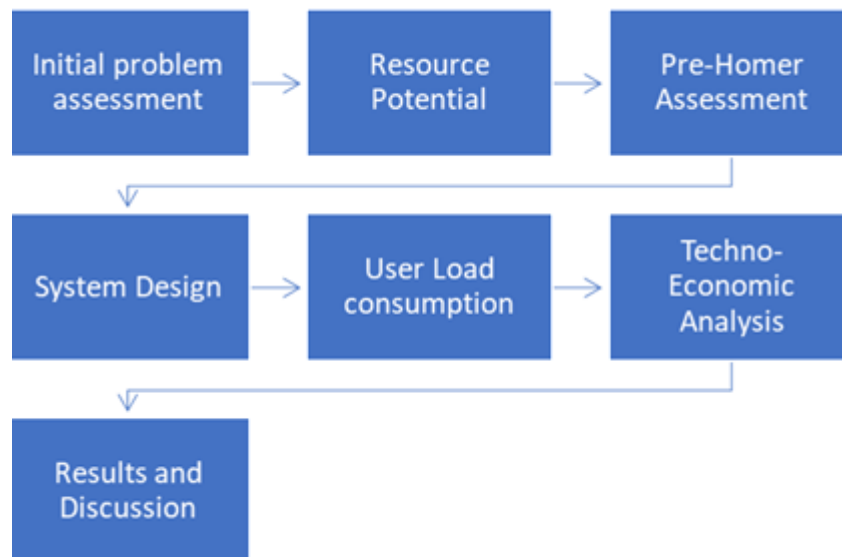 Initial problem
assessment
Resource
Potential
Pre-Homer
Assessment
System Design
User Load
consumption
Techno-
Economic
Analysis
Results and
Discussion